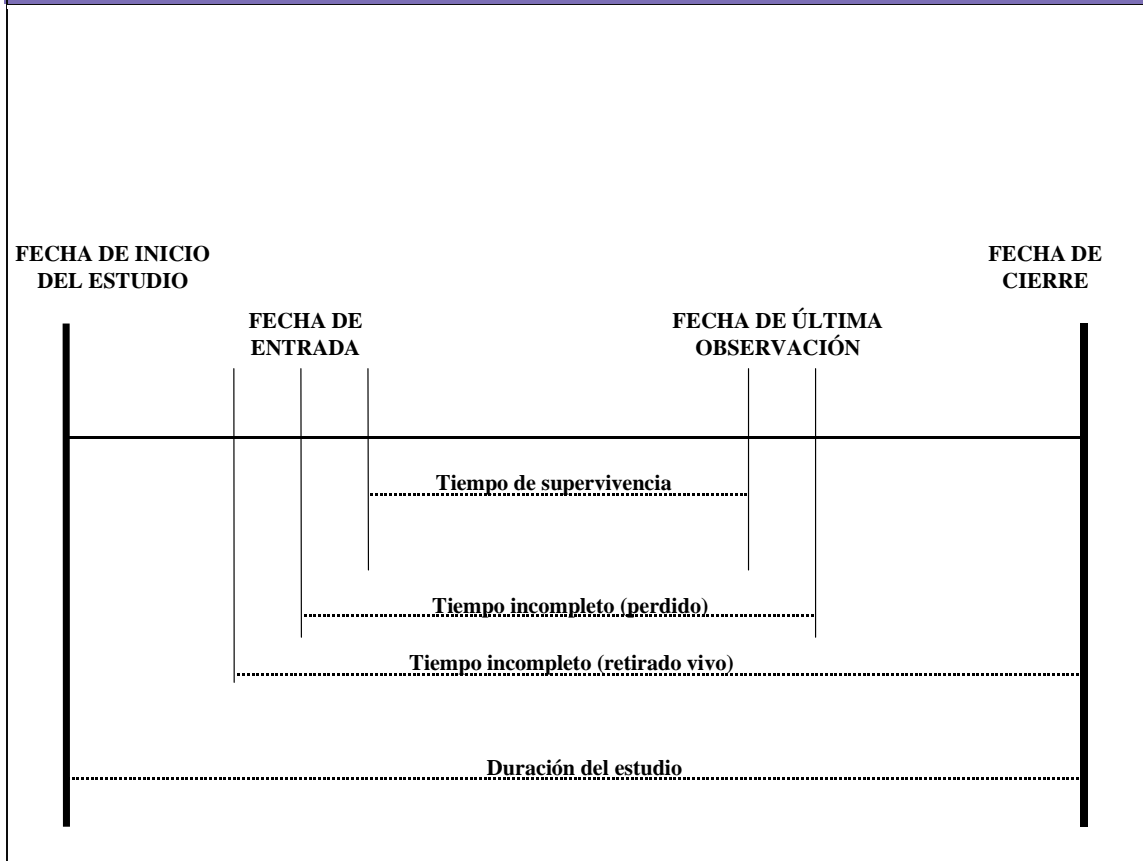 FECHA DE INICIO
DEL ESTUDIO
FECHA DE
CIERRE
FECHA DE
ENTRADA
FECHA DE ÚLTIMA
OBSERVACIÓN
Tiempo de supervivencia
Tiempo incompleto (perdido)
Tiempo incompleto (retirado vivo)
Duración del estudio